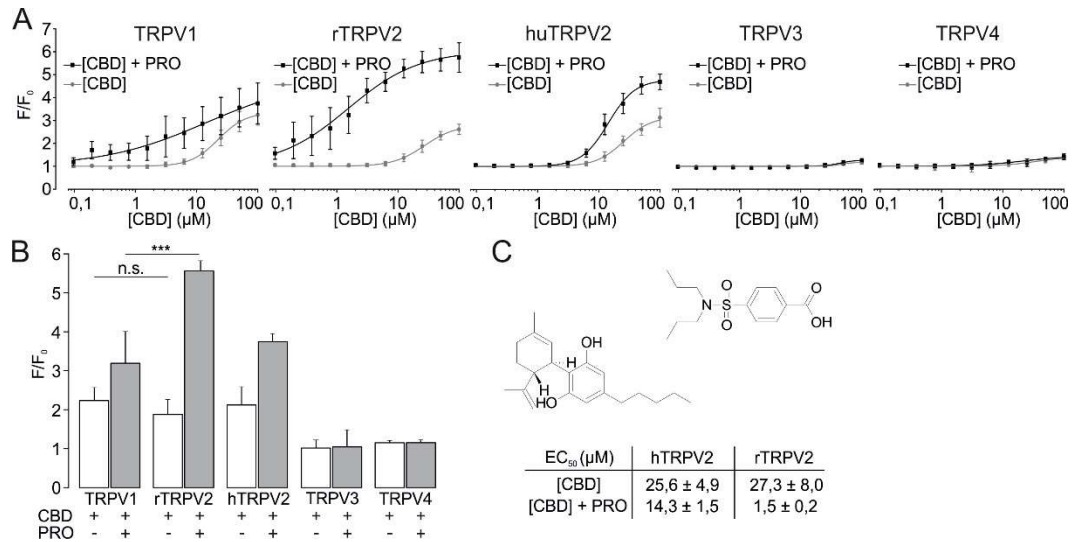 A
TRPV1 rTRPV2 huTRPV2 TRPV3 TRPV4
F/F0
7
6
5
4
3
2
1
[CBD] + PRO [CBD] + PRO [CBD] + PRO [CBD] + PRO [CBD] + PRO
[CBD] [CBD] [CBD] [CBD] [CBD]
0,1 1 10 100 0,1 1 10 100 0,1 1 10 100 0,1 1 10 100 0,1 1 10 100
[CBD] (µM) [CBD] (µM) [CBD] (µM) [CBD] (µM) [CBD] (µM)
B
F/F0
6
5
4
3
2
1
0
***
n.s.
TRPV1 rTRPV2 hTRPV2 TRPV3 TRPV4
CBD + + + + + + + + + +
PRO - + - + - + - + - +
C
O
N S
O
O
OH
OH
H
H
HO
EC50 (µM) hTRPV2 rTRPV2
[CBD] 25,6 ± 4,9 27,3 ± 8,0
[CBD] + PRO 14,3 ± 1,5 1,5 ± 0,2